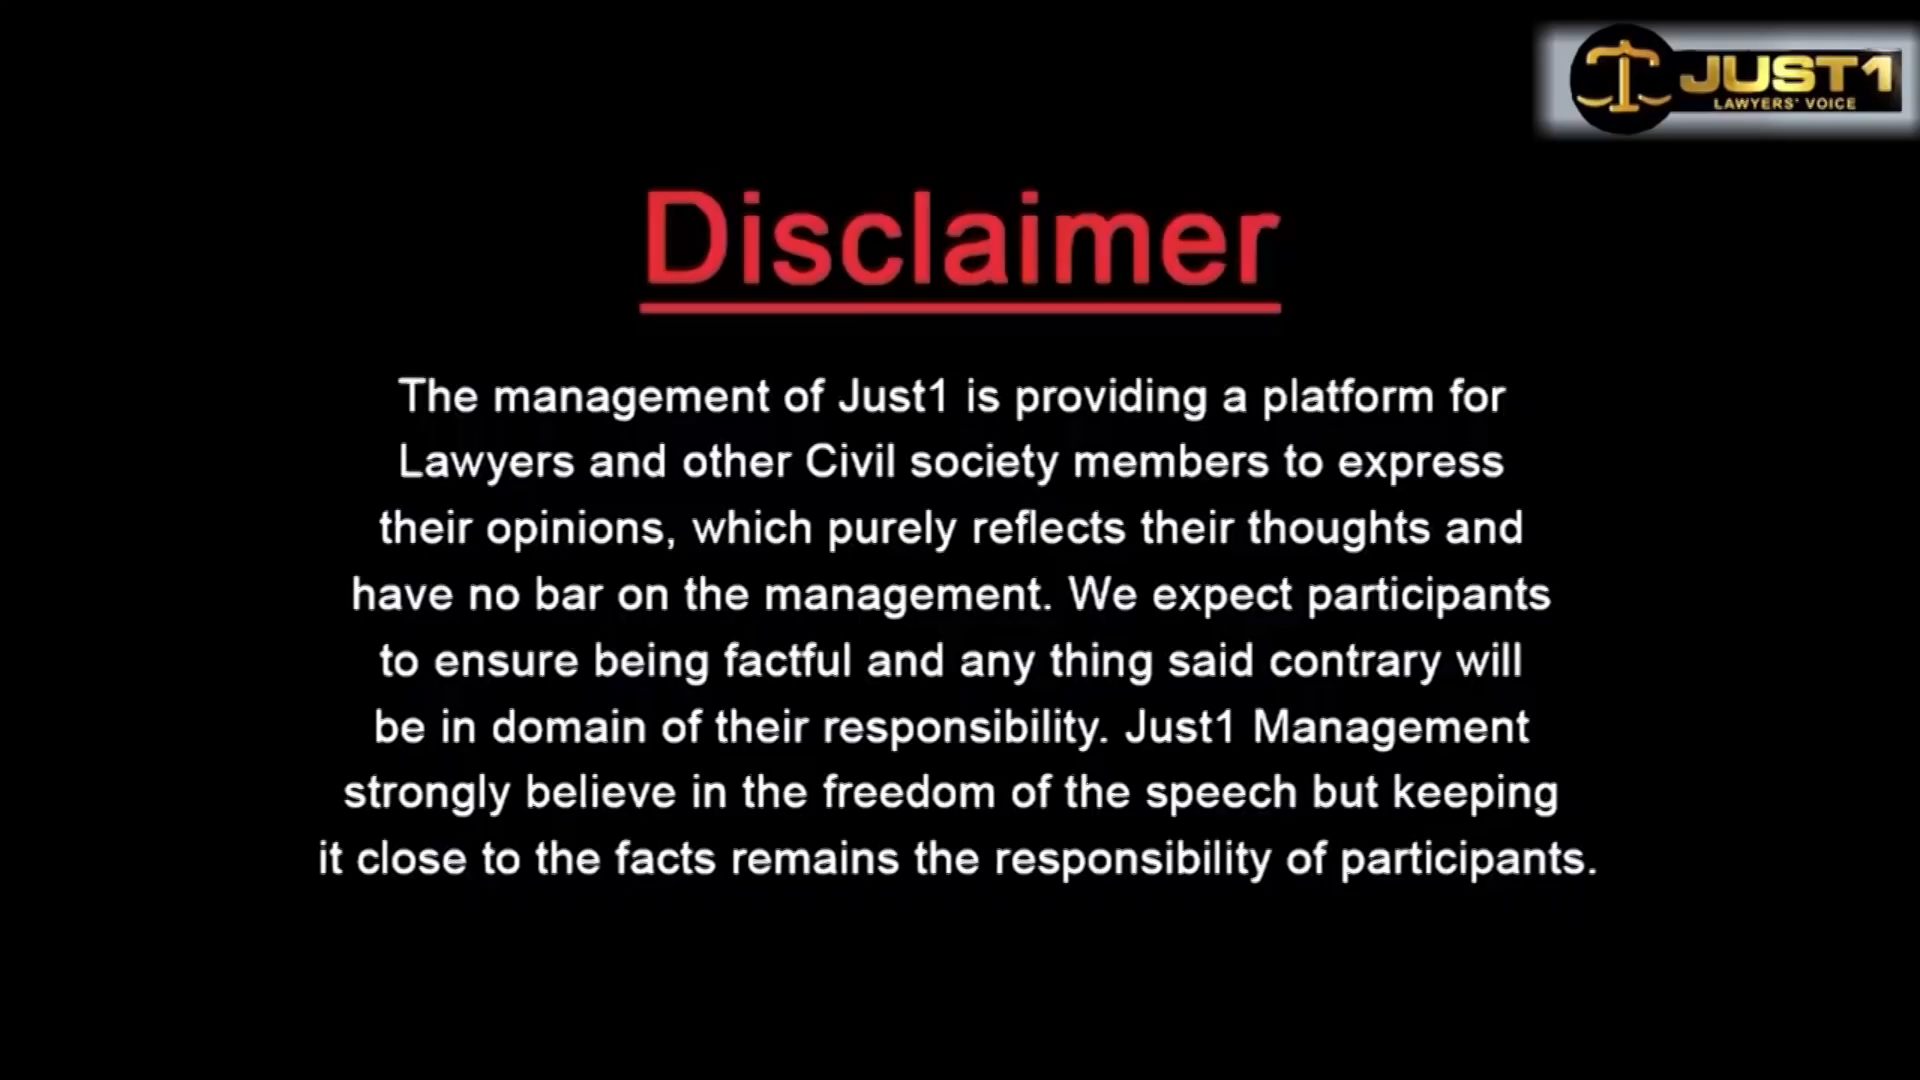 JUST1
LAWYERS' VOICE
Disclaimer
The management of Just1 is providing a platform for
Lawyers and other Civil society members to express
their opinions, which purely reflects their thoughts and
have no bar on the management. We expect participants
to ensure being factful and any thing said contrary will
be in domain of their responsibility. Just1 Management
strongly believe in the freedom of the speech but keeping
it close to the facts remains the responsibility of participants.